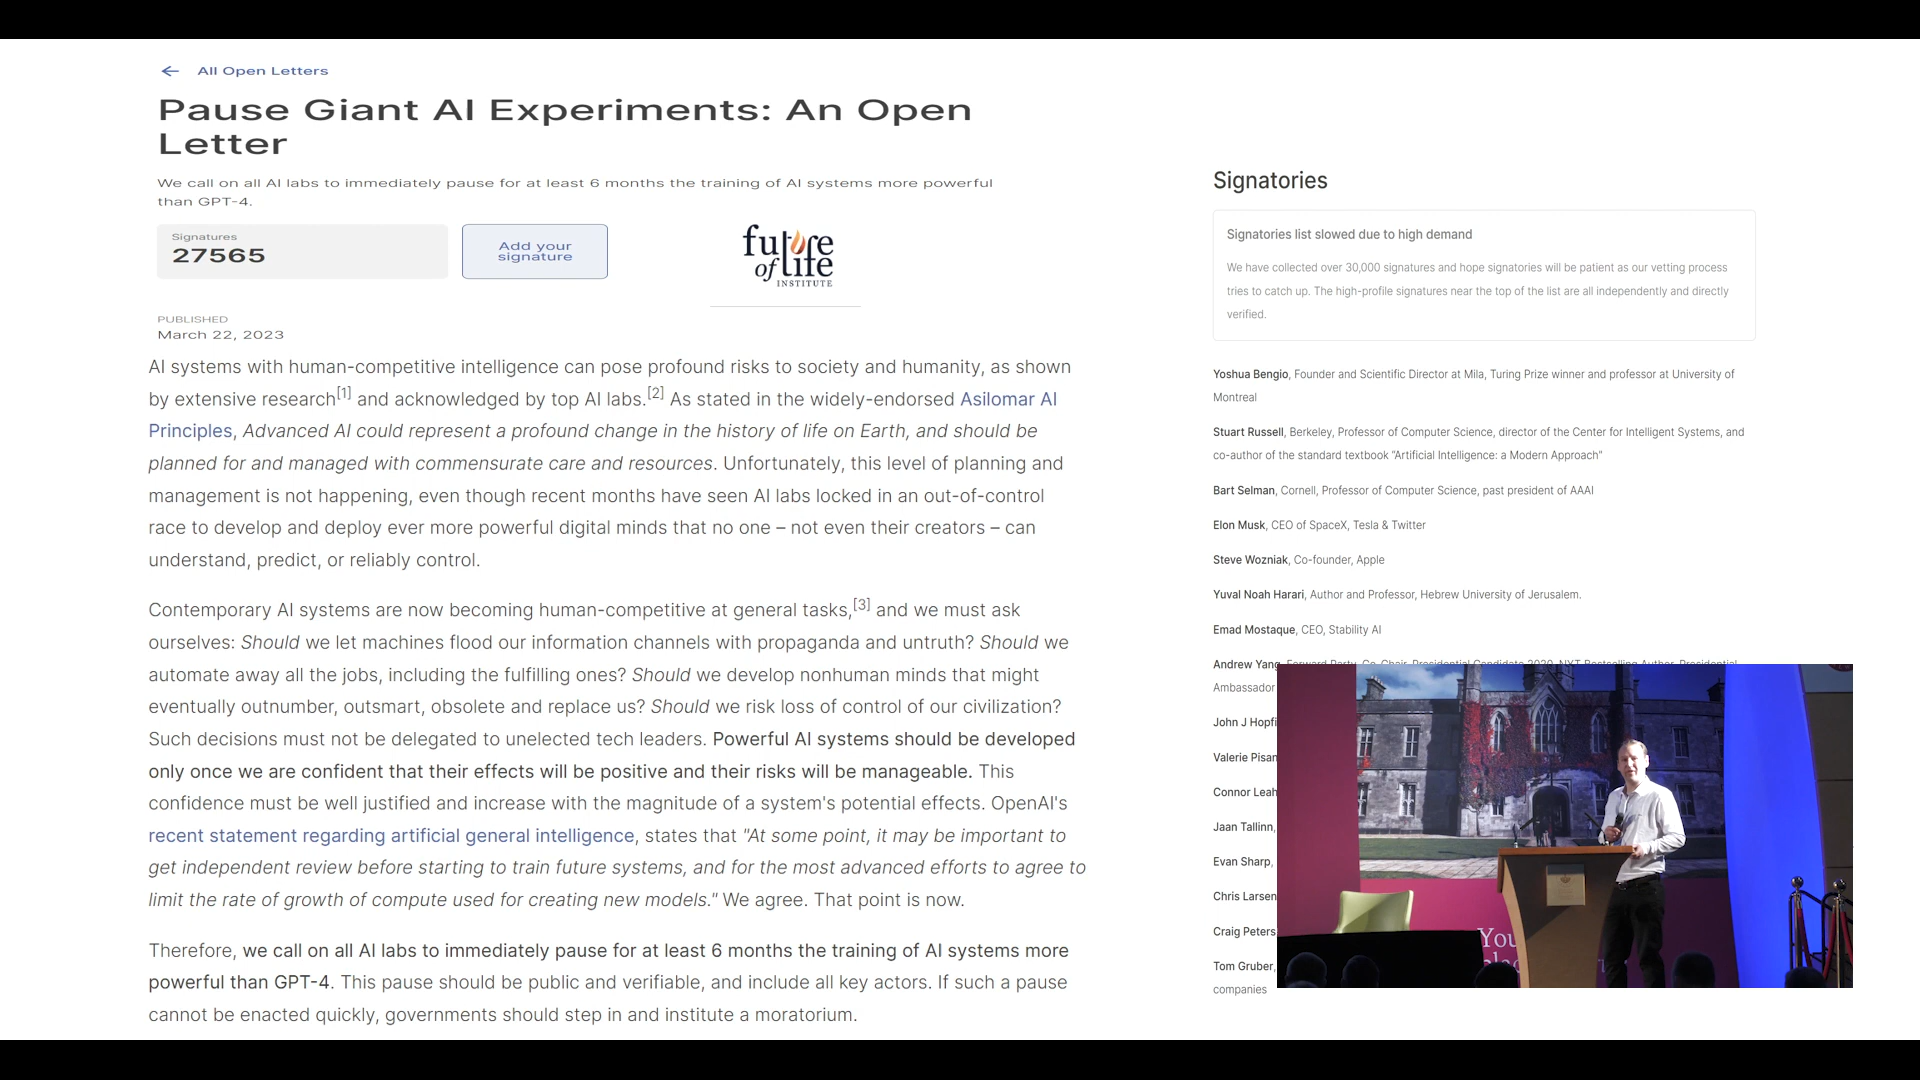 ← All Open Letters
Pause Giant AI Experiments: An Open
Letter
We call on all AI labs to immediately pause for at least 6 months the training of AI systems more powerful
than GPT-4.
Signatures
27565
Add your
signature
future
of life
INSTITUTE
PUBLISHED
March 22, 2023
AI systems with human-competitive intelligence can pose profound risks to society and humanity, as shown
by extensive research[1] and acknowledged by top AI labs.[2] As stated in the widely-endorsed Asilomar AI
Principles, Advanced AI could represent a profound change in the history of life on Earth, and should be
planned for and managed with commensurate care and resources. Unfortunately, this level of planning and
management is not happening, even though recent months have seen AI labs locked in an out-of-control
race to develop and deploy ever more powerful digital minds that no one – not even their creators – can
understand, predict, or reliably control.
Contemporary AI systems are now becoming human-competitive at general tasks,[3] and we must ask
ourselves: Should we let machines flood our information channels with propaganda and untruth? Should we
automate away all the jobs, including the fulfilling ones? Should we develop nonhuman minds that might
eventually outnumber, outsmart, obsolete and replace us? Should we risk loss of control of our civilization?
Such decisions must not be delegated to unelected tech leaders. Powerful AI systems should be developed
only once we are confident that their effects will be positive and their risks will be manageable. This
confidence must be well justified and increase with the magnitude of a system's potential effects. OpenAI's
recent statement regarding artificial general intelligence, states that "At some point, it may be important to
get independent review before starting to train future systems, and for the most advanced efforts to agree to
limit the rate of growth of compute used for creating new models." We agree. That point is now.
Therefore, we call on all AI labs to immediately pause for at least 6 months the training of AI systems more
powerful than GPT-4. This pause should be public and verifiable, and include all key actors. If such a pause
cannot be enacted quickly, governments should step in and institute a moratorium.
Signatories
Signatories list slowed due to high demand
We have collected over 30,000 signatures and hope signatories will be patient as our vetting process
tries to catch up. The high-profile signatures near the top of the list are all independently and directly
verified.
Yoshua Bengio, Founder and Scientific Director at Mila, Turing Prize winner and professor at University of
Montreal
Stuart Russell, Berkeley, Professor of Computer Science, director of the Center for Intelligent Systems, and
co-author of the standard textbook "Artificial Intelligence: a Modern Approach"
Bart Selman, Cornell, Professor of Computer Science, past president of AAAI
Elon Musk, CEO of SpaceX, Tesla & Twitter
Steve Wozniak, Co-founder, Apple
Yuval Noah Harari, Author and Professor, Hebrew University of Jerusalem.
Emad Mostaque, CEO, Stability AI
Andrew Yang
Ambassador
John J Hopfi
Valerie Pisan
Connor Leah
Jaan Tallinn,
Evan Sharp,
Chris Larsen
Craig Peters
Tom Gruber,
companies
You